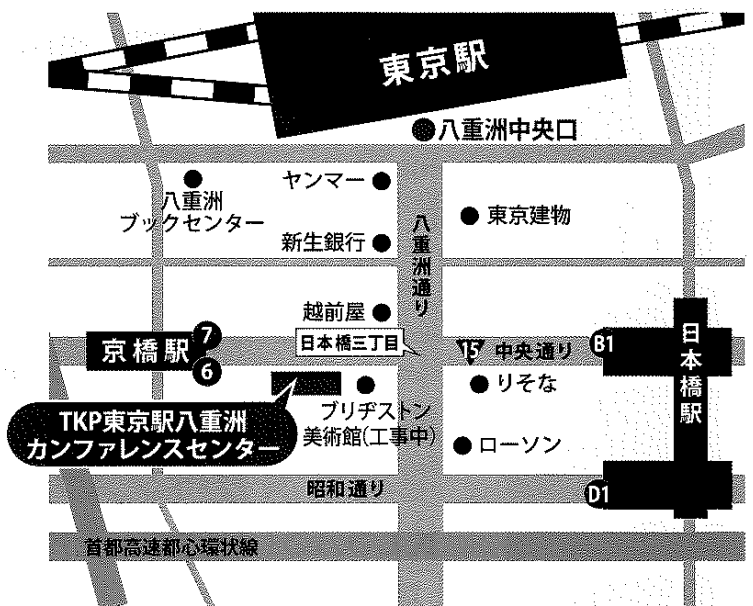 東京駅
八重洲中央口
八重洲
ブックセンター
ヤンマー
東京建物
新生銀行
八重洲通り
越前屋
日本橋三丁目
15
中央通り
B1
日本橋駅
京橋駅
7
6
りそな
ブリヂストン
美術館(工事中)
TKP東京駅八重洲
カンファレンスセンター
ローソン
昭和通り
D1
首都高速都心環状線